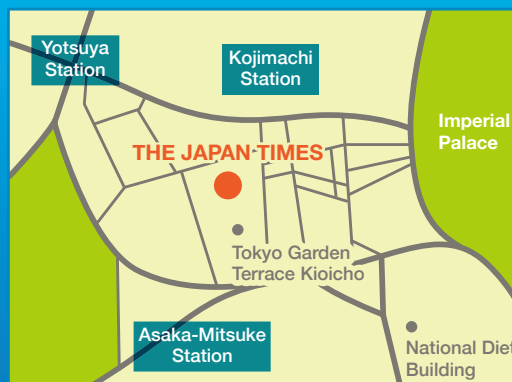 Yotsuya
Station
Kojimachi
Station
Imperial
Palace
THE JAPAN TIMES
Tokyo Garden
Terrace Kioicho
Asaka-Mitsuke
Station
National Diet
Building